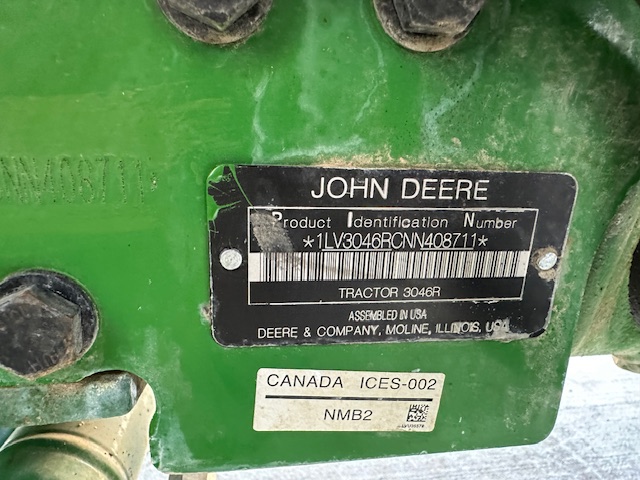 NN408711
JOHN DEERE
Product Identification Number
*1LV3046RCNN408711*
TRACTOR 3046R
ASSEMBLED IN USA
DEERE & COMPANY, MOLINE, ILLINOIS, USA
CANADA ICES-002
NMB2